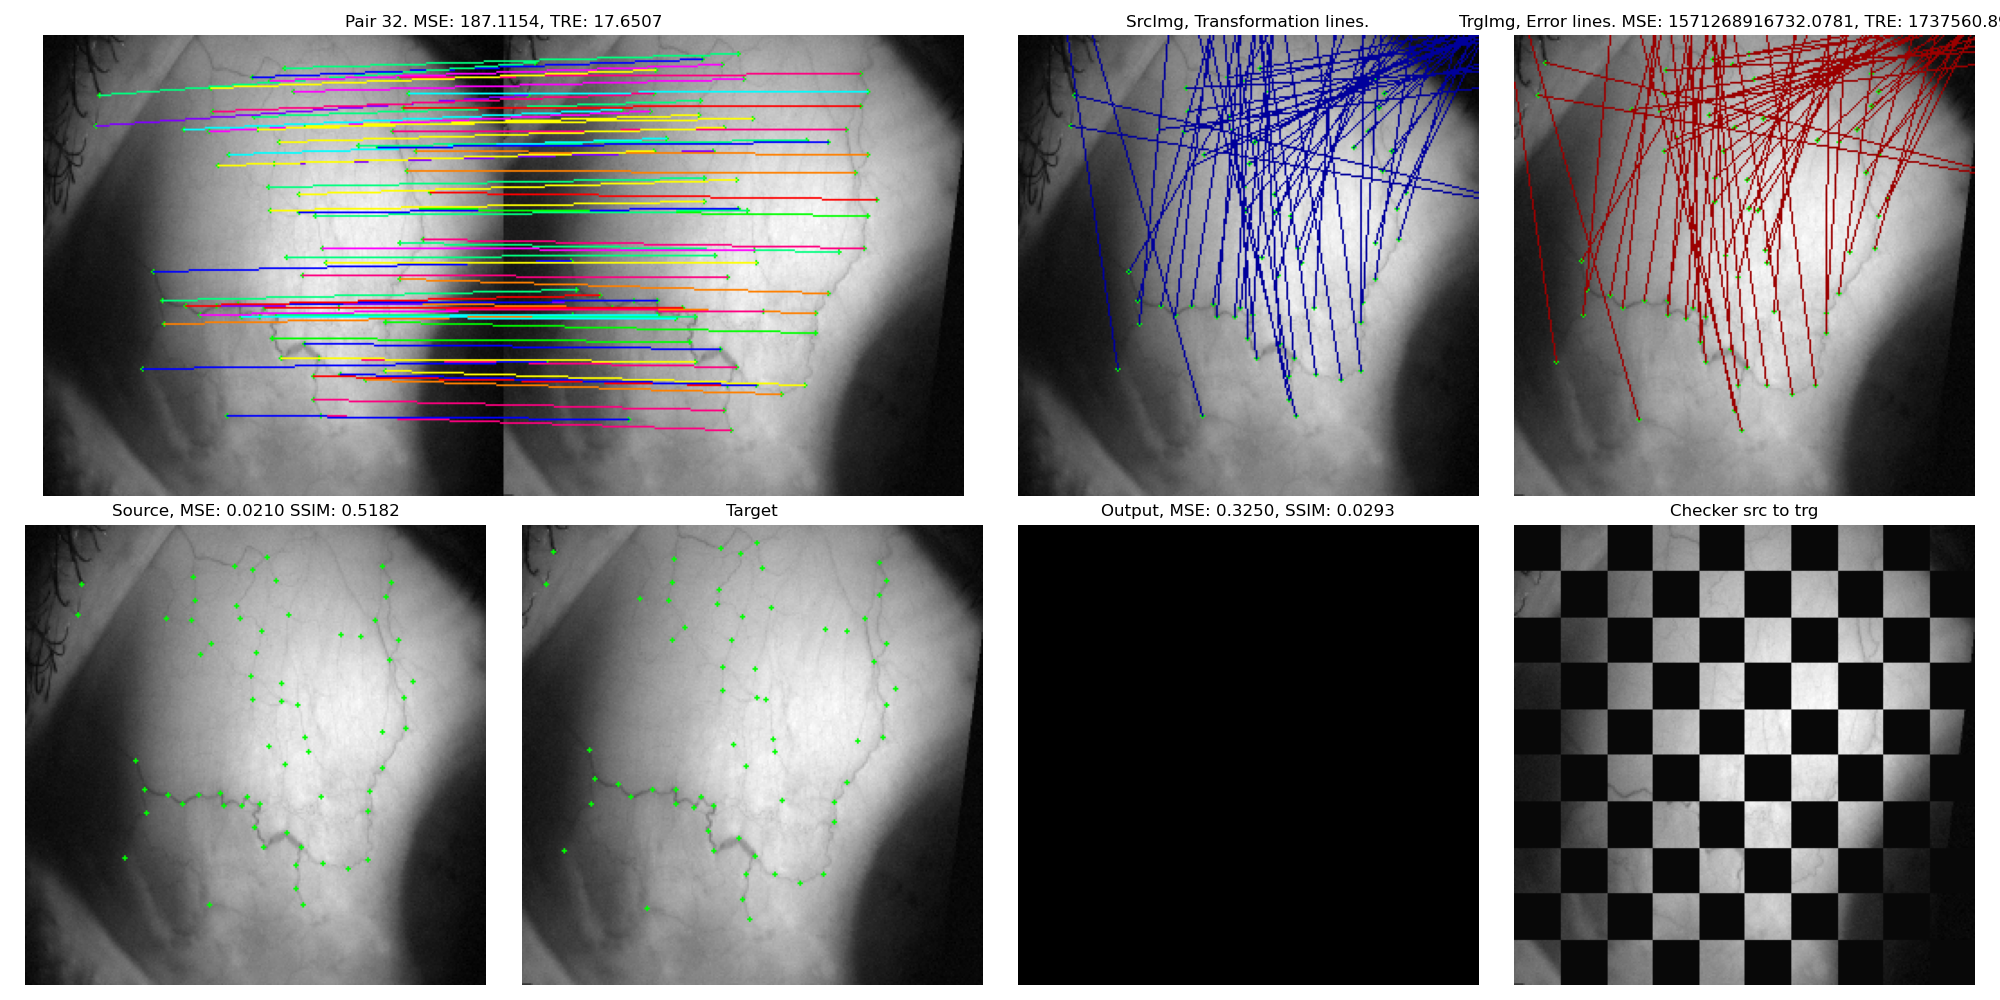 Pair 32. MSE: 187.1154, TRE: 17.6507
SrcImg, Transformation lines.
TrgImg, Error lines. MSE: 1571268916732.0781, TRE: 1737560.89
Source, MSE: 0.0210 SSIM: 0.5182
Target
Output, MSE: 0.3250, SSIM: 0.0293
Checker src to trg